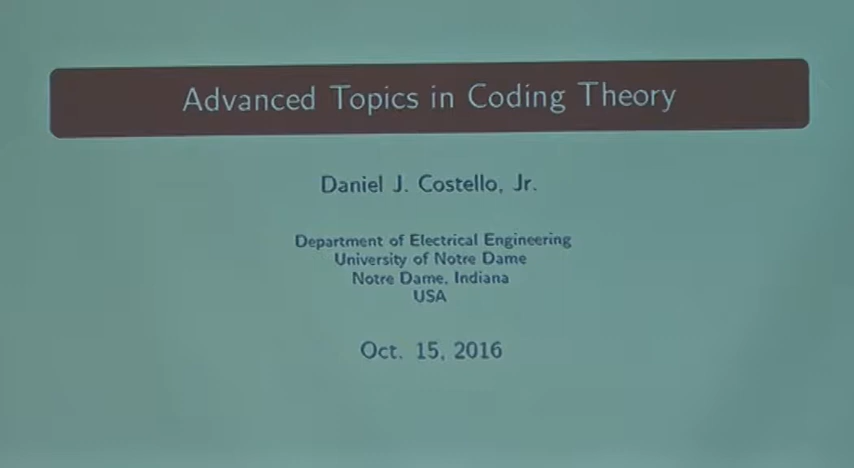 Advanced Topics in Coding Theory
Daniel J. Costello, Jr.
Department of Electrical Engineering
University of Notre Dame
Notre Dame, Indiana
USA
Oct. 15, 2016